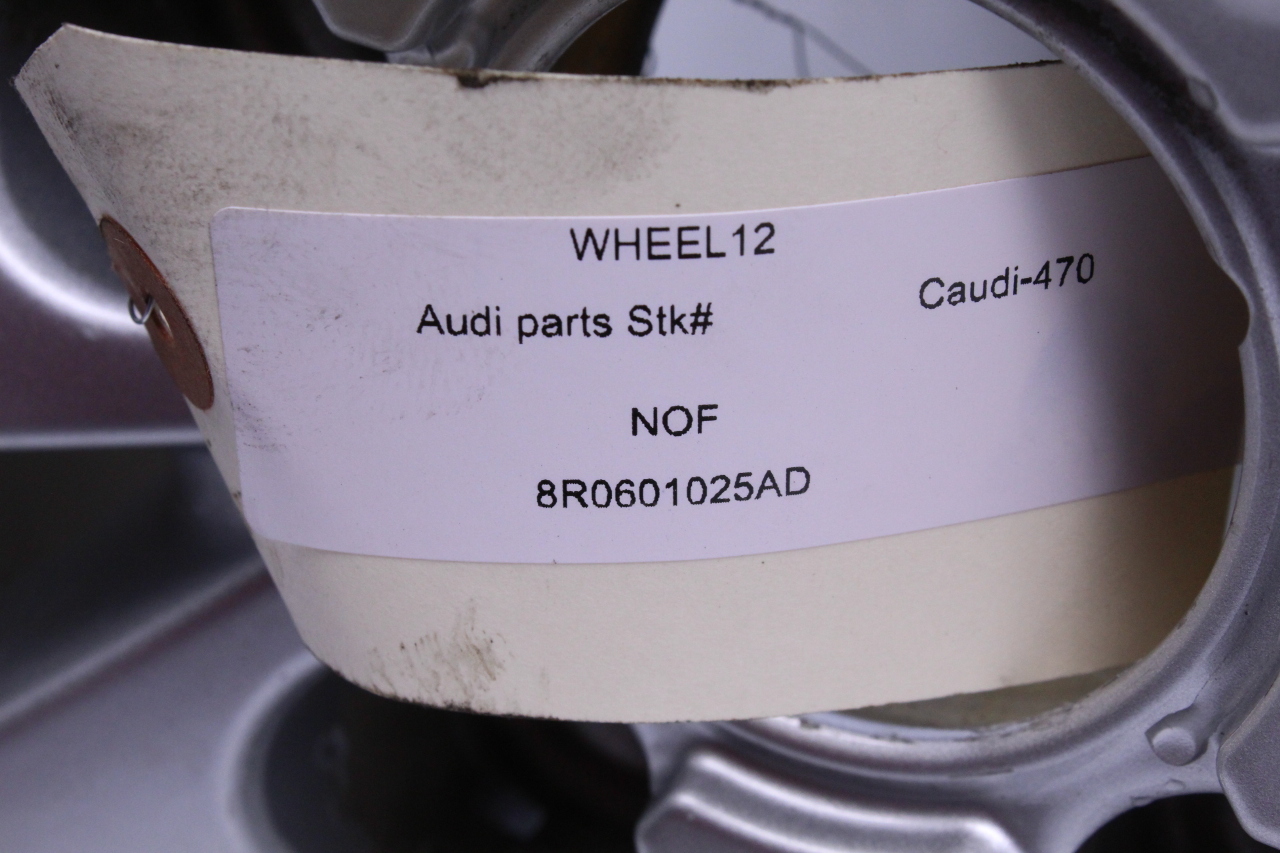 WHEEL12
Audi parts Stk# Caudi-470
NOF
8R0601025AD